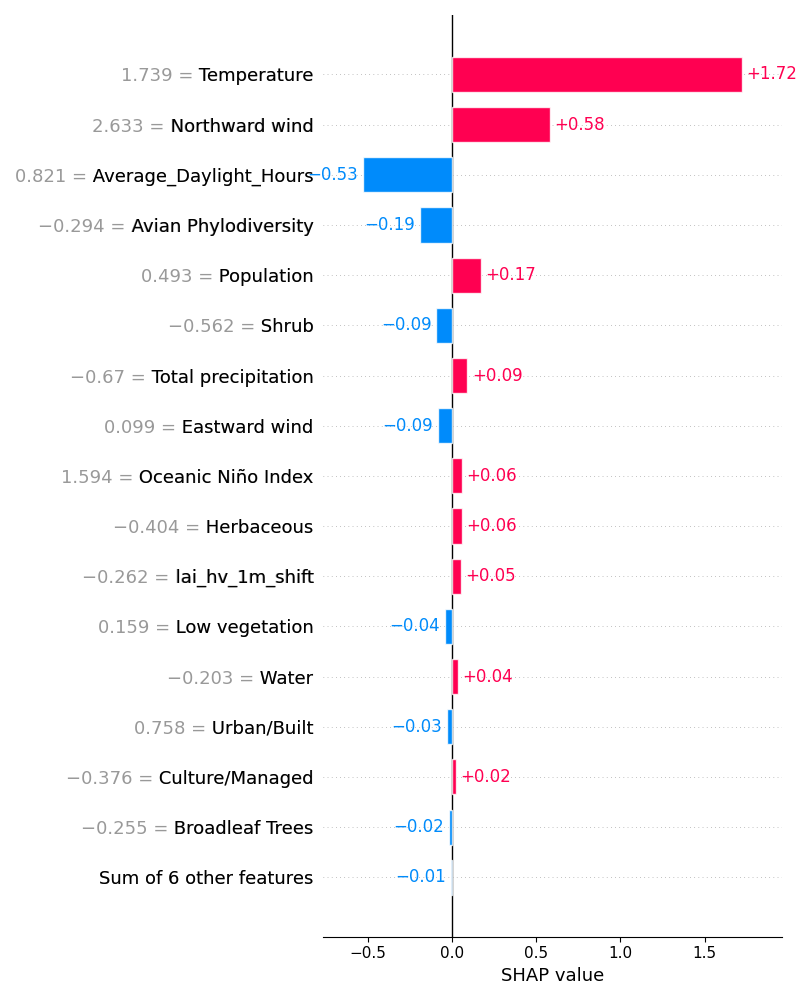 1.739 = Temperature +1.72
2.633 = Northward wind +0.58
0.821 = Average_Daylight_Hours −0.53
−0.294 = Avian Phylodiversity −0.19
0.493 = Population +0.17
−0.562 = Shrub −0.09
−0.67 = Total precipitation +0.09
0.099 = Eastward wind −0.09
1.594 = Oceanic Niño Index +0.06
−0.404 = Herbaceous +0.06
−0.262 = lai_hv_1m_shift +0.05
0.159 = Low vegetation −0.04
−0.203 = Water +0.04
0.758 = Urban/Built −0.03
−0.376 = Culture/Managed +0.02
−0.255 = Broadleaf Trees −0.02
Sum of 6 other features −0.01
−0.5 0.0 0.5 1.0 1.5
SHAP value